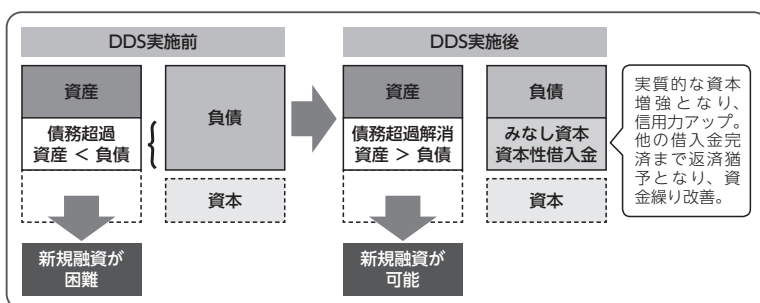 DDS実施前
資産
債務超過
資産 < 負債
負債
資本
新規融資が
困難
DDS実施後
資産
債務超過解消
資産 > 負債
負債
みなし資本
資本性借入金
資本
新規融資が
可能
実質的な資本
増強となり、
信用力アップ。
他の借入金完
済まで返済猶
予となり、資
金繰り改善。